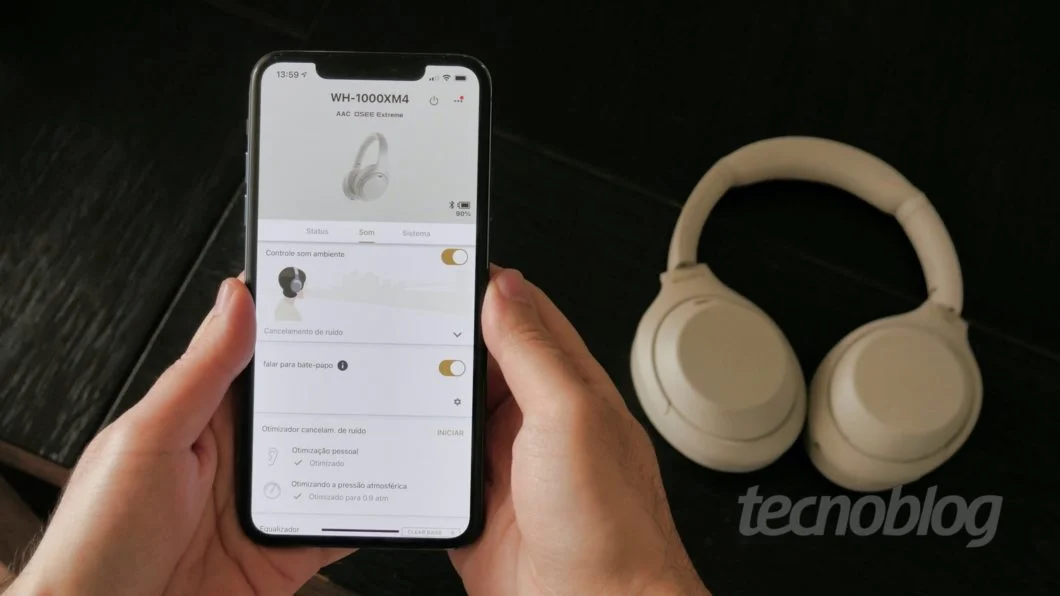 13:59
WH-1000XM4
AAC DSEE Extreme
90%
Status Som Sistema
Controle som ambiente
Cancelamento de ruído
falar para bate-papo
Otimizador cancelam. de ruído INICIAR
Otimização pessoal
Otimizado
Otimizando a pressão atmosférica
Otimizado para 0.9 atm
Equalizador CLEAR BASS
tecnoblog